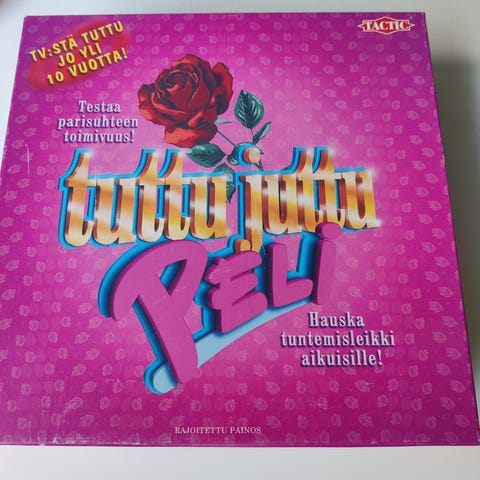 TACTIC
TV:STÄ TUTTU
JO YLI
10 VUOTTA!
Testaa
parisuhteen
toimivuus!
tuttu juttu
PELI
Hauska
tuntemisleikki
aikuisille!
RAJOITETTU PAINOS